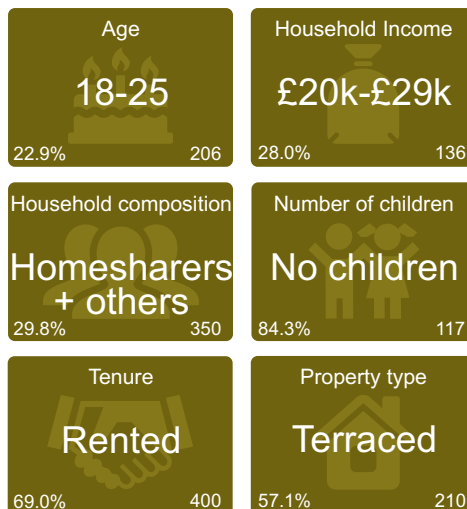 Age
18-25
22.9% 206
Household Income
£20k-£29k
28.0% 136
Household composition
Homesharers
+ others
29.8% 350
Number of children
No children
84.3% 117
Tenure
Rented
69.0% 400
Property type
Terraced
57.1% 210